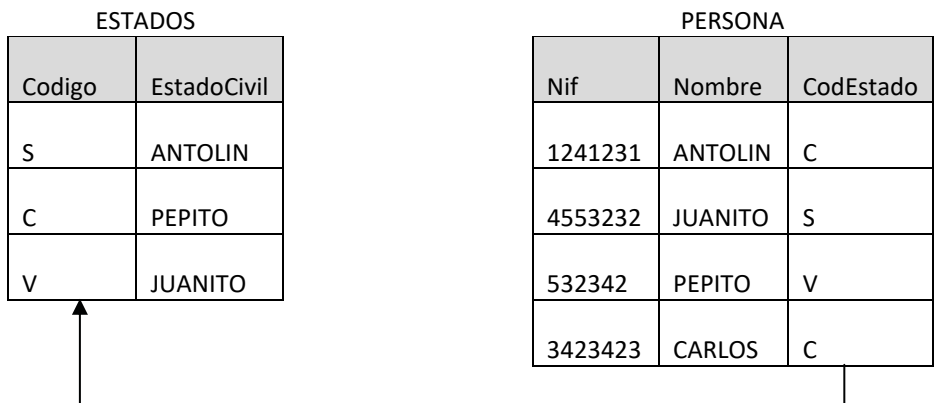 ESTADOS
Codigo EstadoCivil
S ANTOLIN
C PEPITO
V JUANITO
PERSONA
Nif Nombre CodEstado
1241231 ANTOLIN C
4553232 JUANITO S
532342 PEPITO V
3423423 CARLOS C